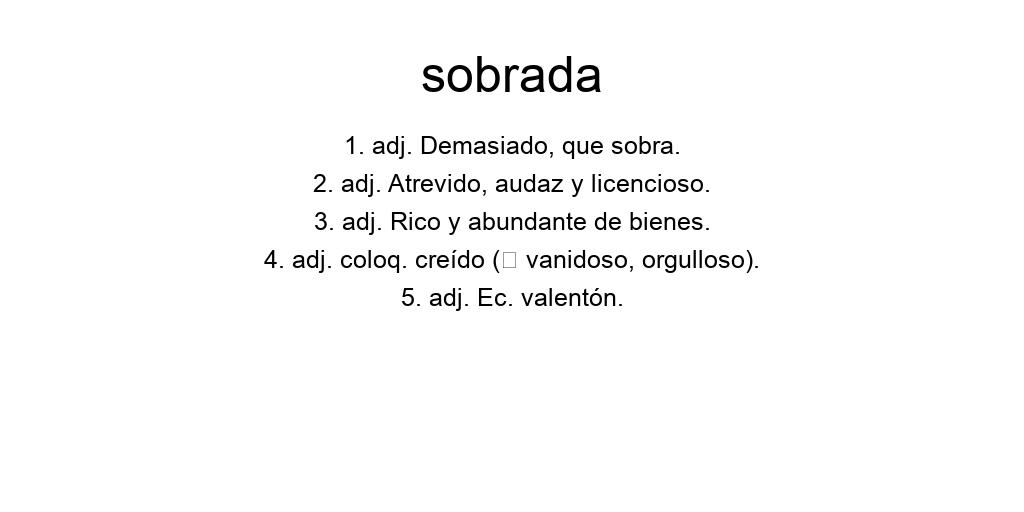 sobrada
1. adj. Demasiado, que sobra.
2. adj. Atrevido, audaz y licencioso.
3. adj. Rico y abundante de bienes.
4. adj. coloq. creído (□ vanidoso, orgulloso).
5. adj. Ec. valentón.